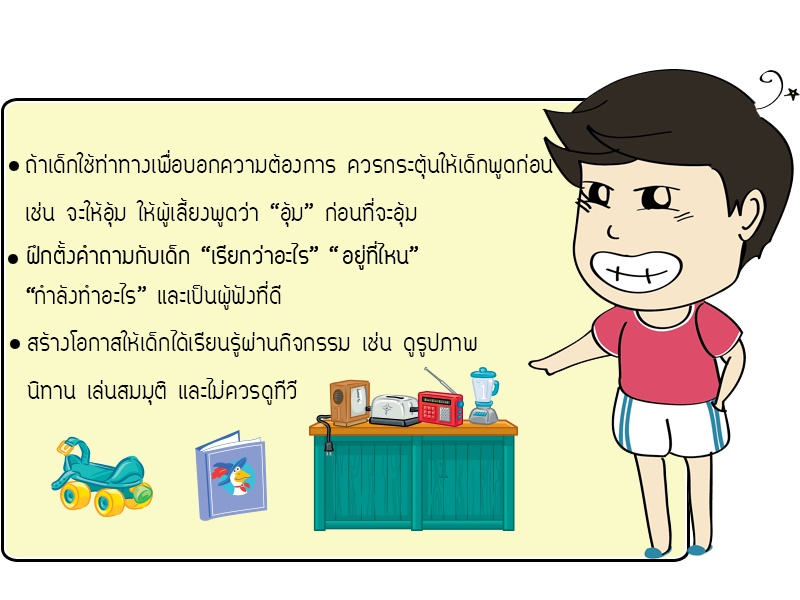 • ถ้าเด็กใช้ท่าทางเพื่อบอกความต้องการ ควรกระตุ้นให้เด็กพูดก่อน
เช่น จะให้อุ้ม ให้ผู้เลี้ยงพูดว่า “อุ้ม” ก่อนที่จะอุ้ม
• ฝึกตั้งคำถามกับเด็ก “เรียกว่าอะไร” “อยู่ที่ไหน”
“กำลังทำอะไร” และเป็นผู้ฟังที่ดี
• สร้างโอกาสให้เด็กได้เรียนรู้ผ่านกิจกรรม เช่น ดูรูปภาพ
นิทาน เล่นสมมุติ และไม่ควรดูทีวี